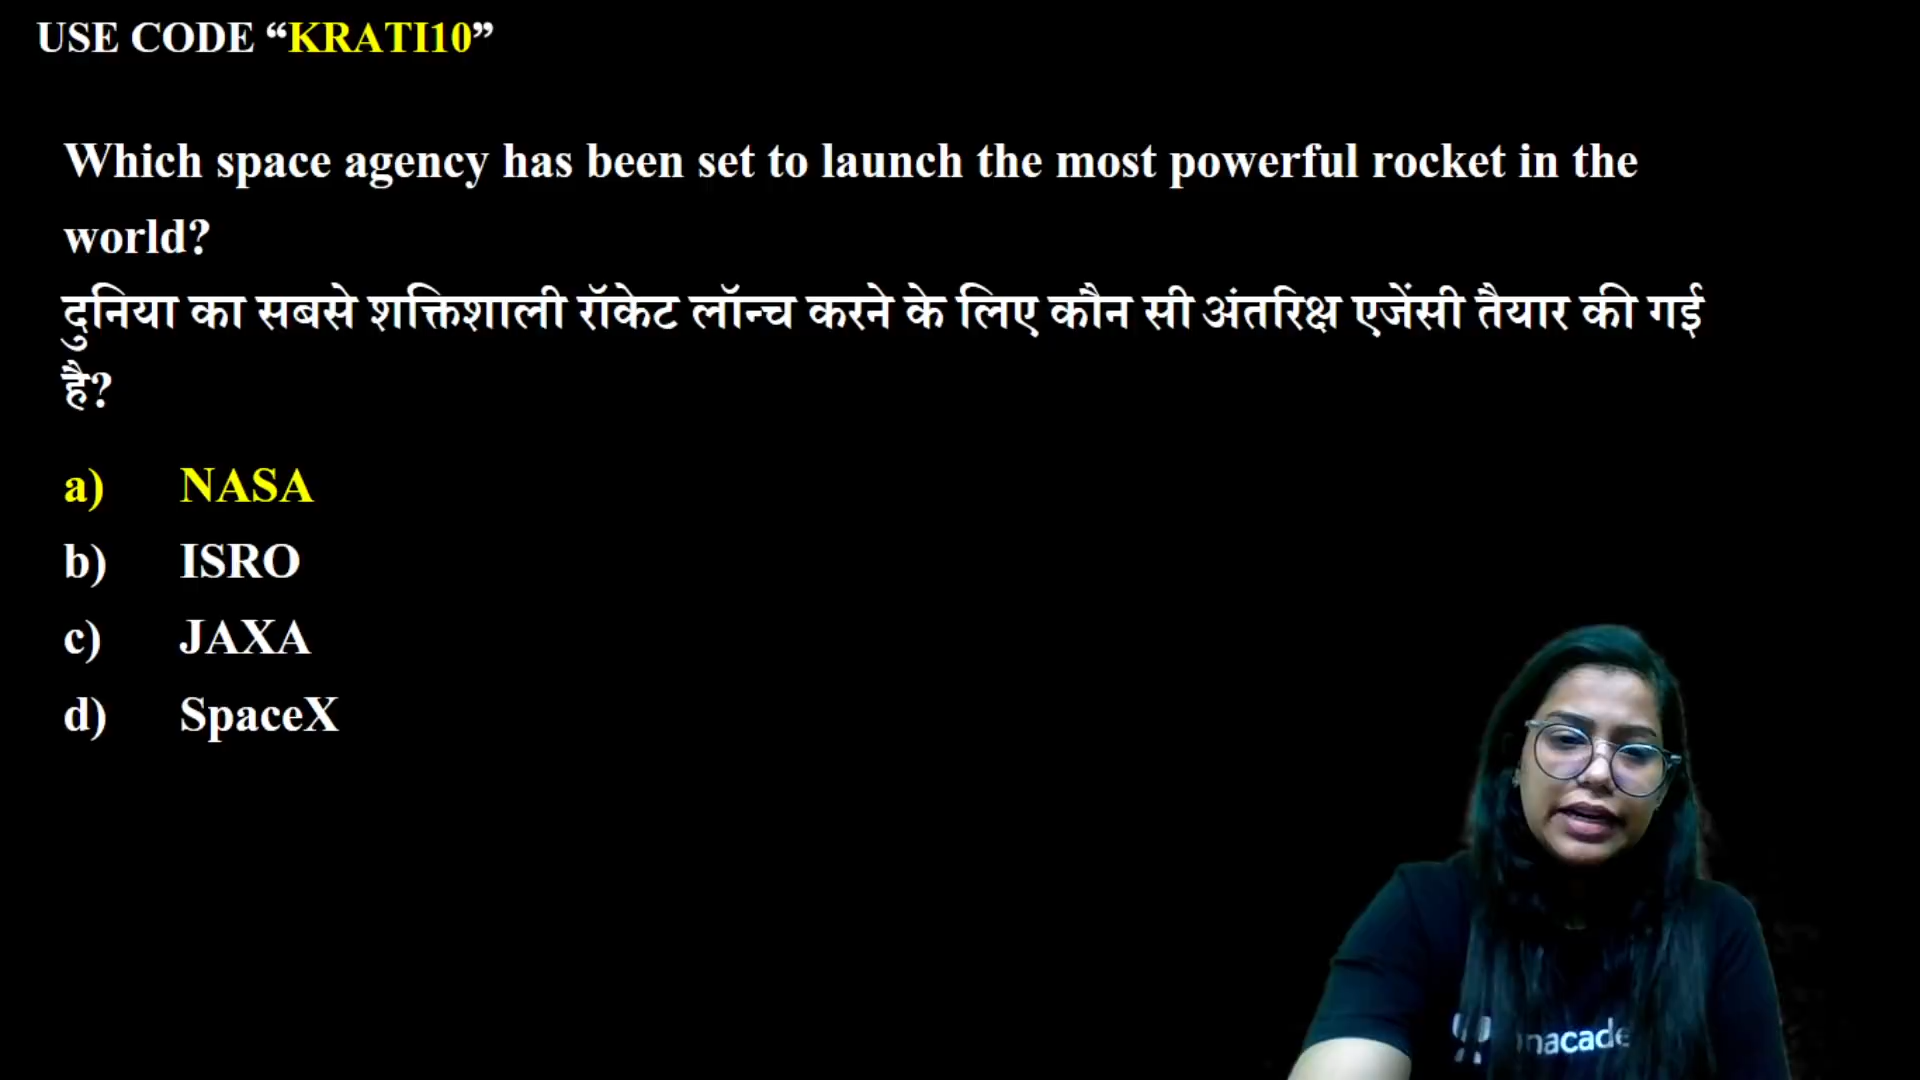 USE CODE “KRATI10”
Which space agency has been set to launch the most powerful rocket in the
world?
दुनिया का सबसे शक्तिशाली रॉकेट लॉन्च करने के लिए कौन सी अंतरिक्ष एजेंसी तैयार की गई
है?
a) NASA
b) ISRO
c) JAXA
d) SpaceX